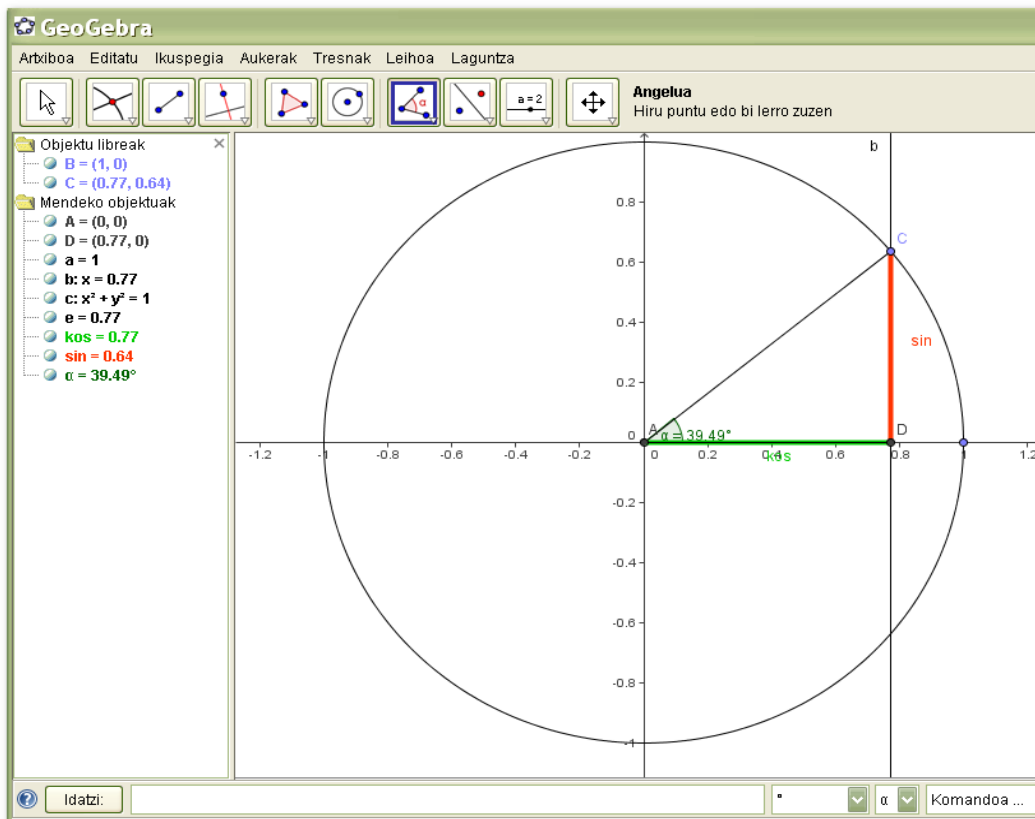 GeoGebra
Artxiboa Editatu Ikuspegia Aukerak Tresnak Leihoa Laguntza
a=2
α
Angelua
Hiru puntu edo bi lerro zuzen
Objektu libreak
B = (1, 0)
C = (0.77, 0.64)
Mendeko objektuak
A = (0, 0)
D = (0.77, 0)
a = 1
b: x = 0.77
c: x² + y² = 1
e = 0.77
kos = 0.77
sin = 0.64
α = 39.49°
b
0.8
C
0.6
0.4
sin
0.2
A
α = 39.49°
D
0
-1.2 -1 -0.8 -0.6 -0.4 -0.2 0 0.2 0.4 0.6 0.8 1 1.2
kos
-0.2
-0.4
-0.6
-0.8
-1
Idatzi: ° α Komandoa ...